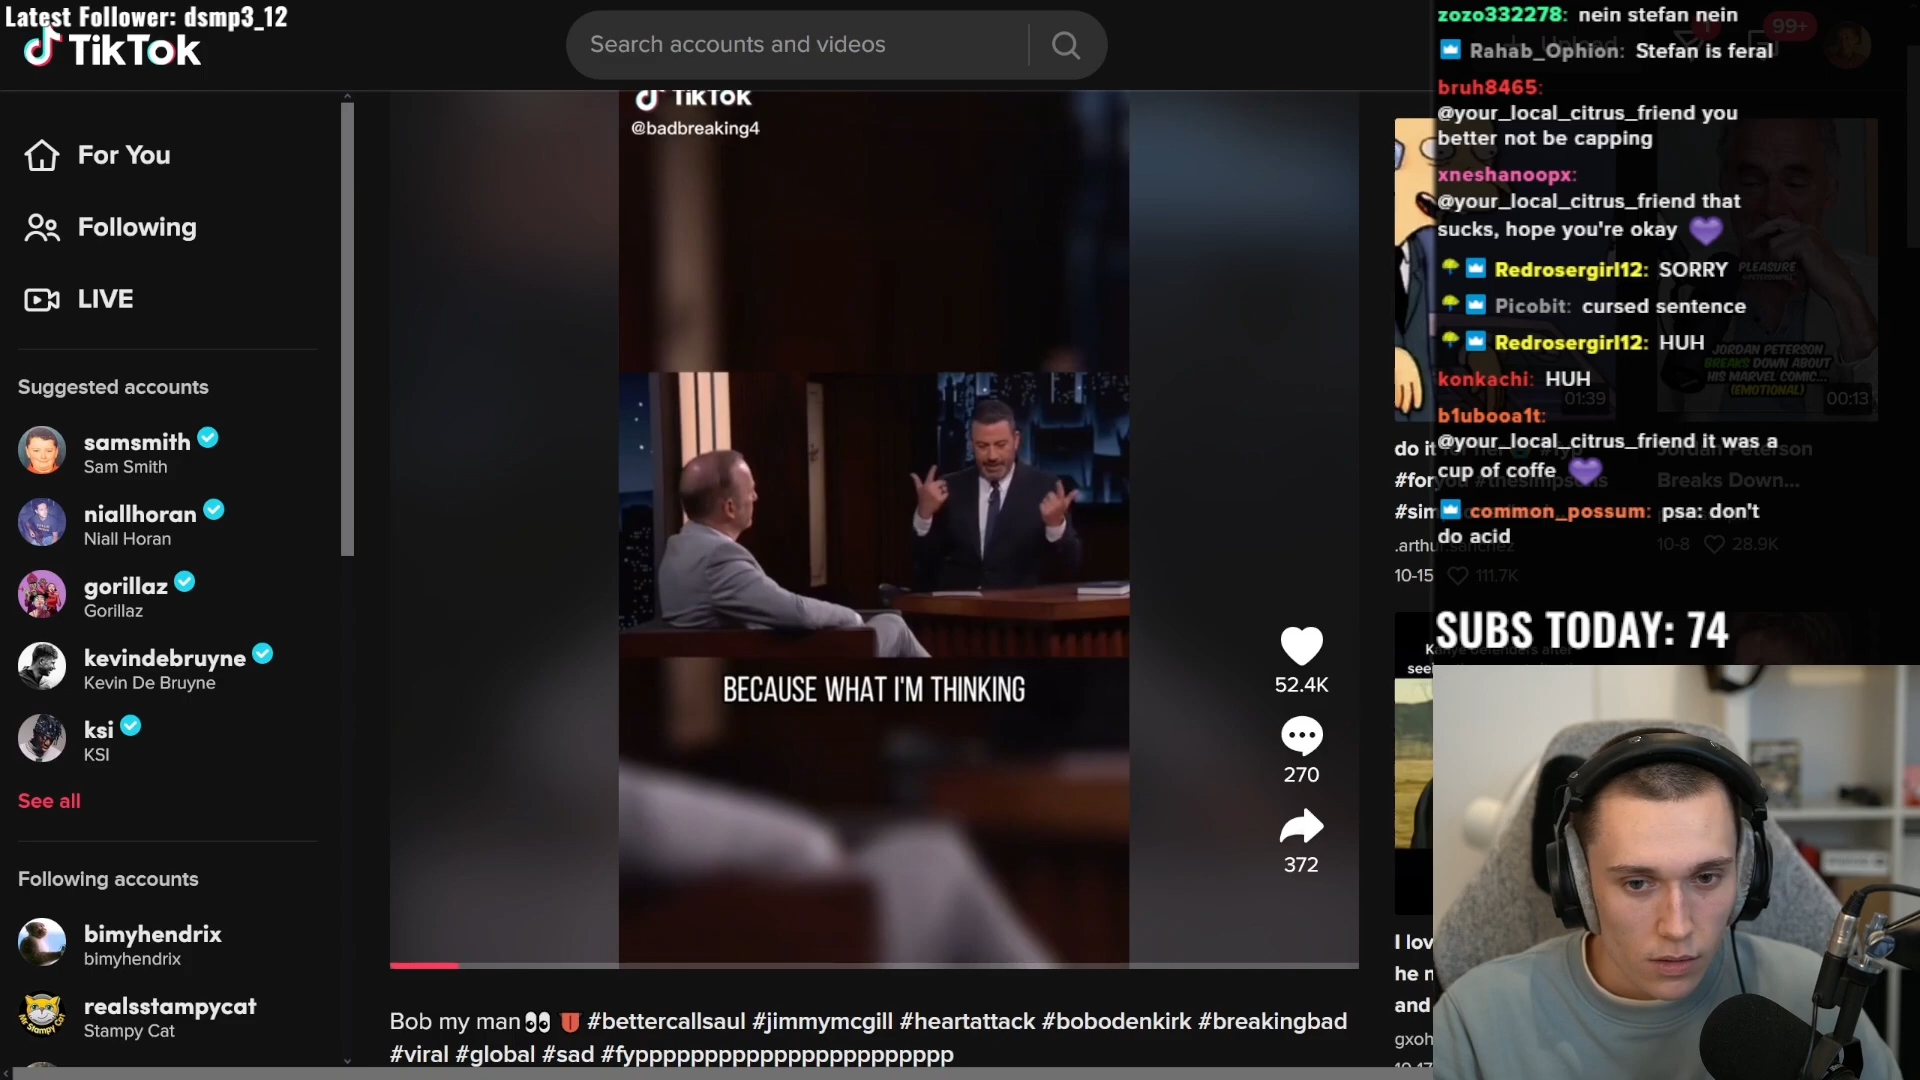 Latest Follower: dsmp3_12
TikTok
Search accounts and videos
Upload
1
99+
For You
Following
LIVE
Suggested accounts
samsmith
Sam Smith
niallhoran
Niall Horan
gorillaz
Gorillaz
kevindebruyne
Kevin De Bruyne
ksi
KSI
See all
Following accounts
bimyhendrix
bimyhendrix
realsstampycat
Stampy Cat
TikTok
@badbreaking4
BECAUSE WHAT I'M THINKING
52.4K
270
372
Bob my man👀 👅 #bettercallsaul #jimmymcgill #heartattack #bobodenkirk #breakingbad
#viral #global #sad #fyppppppppppppppppppppppp
zozo332278: nein stefan nein
Rahab_Ophion: Stefan is feral
bruh8465:
@your_local_citrus_friend you
better not be capping
xneshanoopx:
@your_local_citrus_friend that
sucks, hope you're okay 💜
Redrosergirl12: SORRY
Picobit: cursed sentence
Redrosergirl12: HUH
konkachi: HUH
b1ubooa1t:
@your_local_citrus_friend it was a
cup of coffe 💜
common_possum: psa: don't
do acid
PLEASURE
JORDAN PETERSON
BREAKS DOWN ABOUT
HIS MARVEL COMIC...
(EMOTIONAL)
01:39
00:13
do it for her
#thesimpsons
#sim
10-15
111.7K
Jordan Peterson
Breaks Down...
10-8
28.9K
SUBS TODAY: 74
I lov
he n
and
gxoh